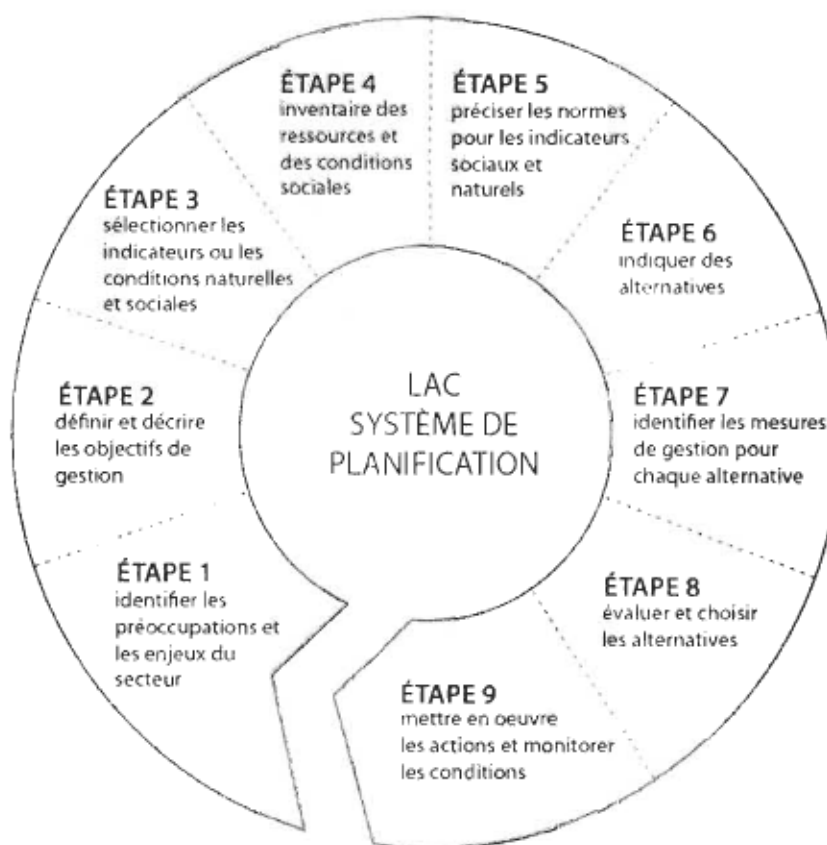 LAC
SYSTÈME DE
PLANIFICATION
ÉTAPE 1
identifier les
préoccupations et
les enjeux du
secteur
ÉTAPE 2
définir et décrire
les objectifs de
gestion
ÉTAPE 3
sélectionner les
indicateurs ou les
conditions naturelles
et sociales
ÉTAPE 4
inventaire des
ressources et
des conditions
sociales
ÉTAPE 5
préciser les normes
pour les indicateurs
sociaux et
naturels
ÉTAPE 6
indiquer des
alternatives
ÉTAPE 7
identifier les mesures
de gestion pour
chaque alternative
ÉTAPE 8
évaluer et choisir
les alternatives
ÉTAPE 9
mettre en oeuvre
les actions et monitorer
les conditions